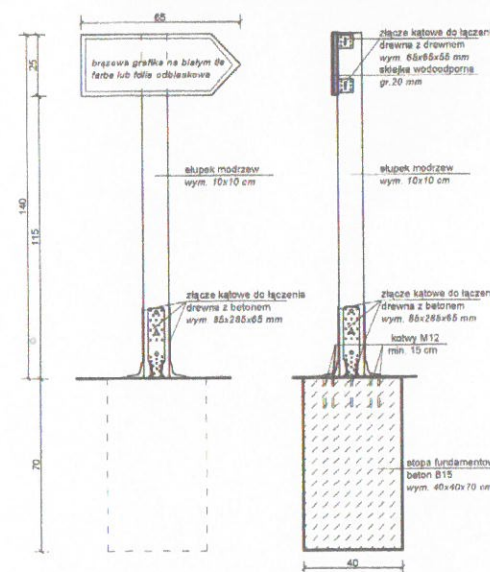 65
25
brązowa grafika na białym tle
farba lub folia odblaskowa
złącze kątowe do łączenia
drewna z drewnem
wym. 65x65x55 mm
sklejka wodoodporna
gr.20 mm
140
115
słupek modrzew
wym. 10x10 cm
słupek modrzew
wym. 10x10 cm
złącze kątowe do łączenia
drewna z betonem
wym. 85x285x65 mm
złącze kątowe do łączen
drewna z betonem
wym. 85x285x65 mm
kotwy M12
min. 15 cm
70
stopa fundamentow
beton B15
wym. 40x40x70 cm
40